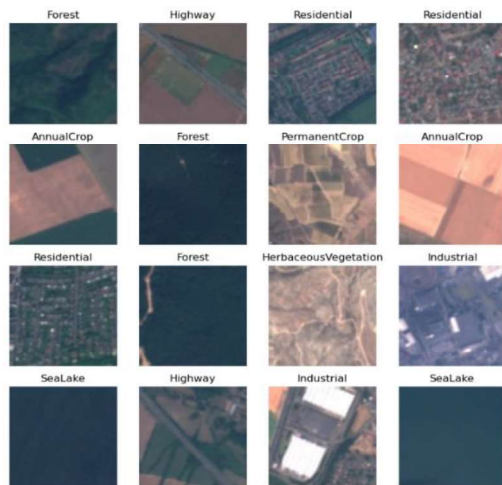 Forest Highway Residential Residential
AnnualCrop Forest PermanentCrop AnnualCrop
Residential Forest HerbaceousVegetation Industrial
SeaLake Highway Industrial SeaLake